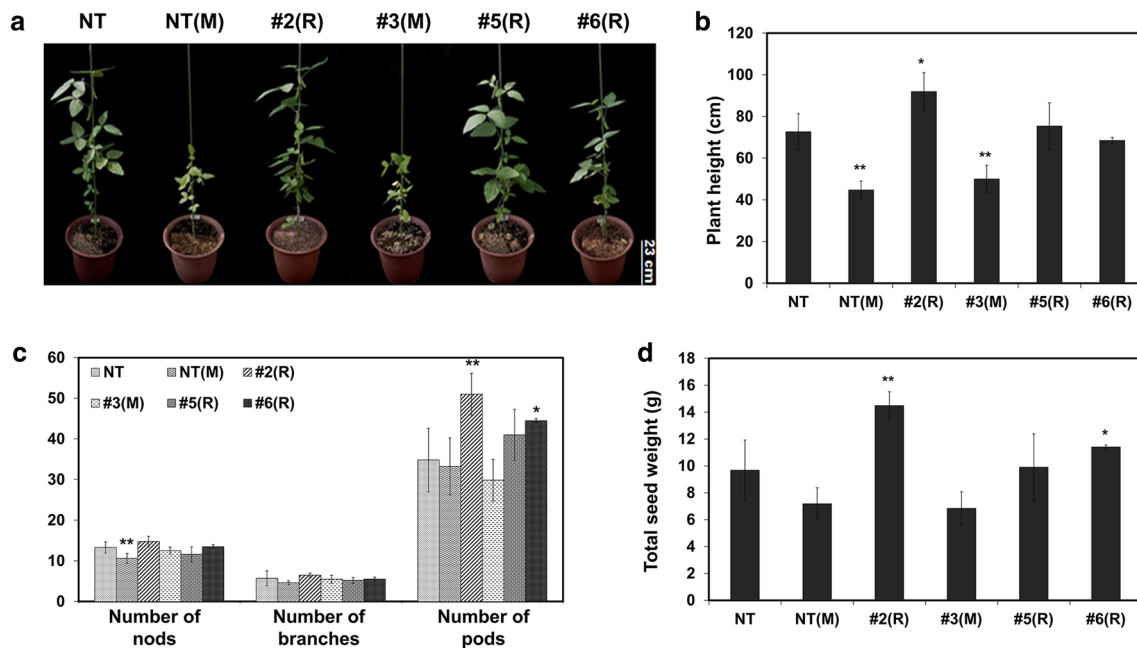 a
NT NT(M) #2(R) #3(M) #5(R) #6(R)
23 cm
b
Plant height (cm)
120
100
80
60
40
20
0
** * **
NT NT(M) #2(R) #3(M) #5(R) #6(R)
c
60
50
40
30
20
10
0
NT NT(M) #2(R)
#3(M) #5(R) #6(R)
** ** *
Number of nods
Number of branches
Number of pods
d
Total seed weight (g)
18
16
14
12
10
8
6
4
2
0
** *
NT NT(M) #2(R) #3(M) #5(R) #6(R)